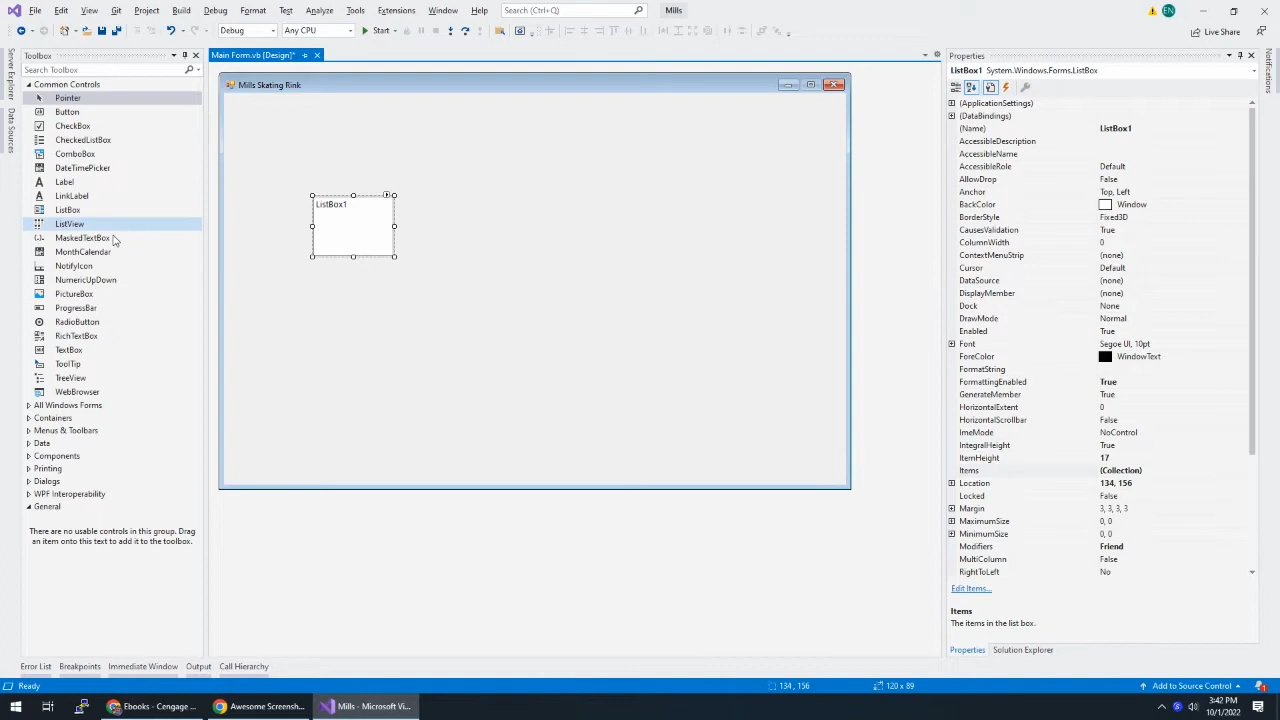 File Edit View Git Project Build Debug Format Test Analyze Tools Extensions Window Help Search (Ctrl+Q) Mills EN
Debug Any CPU Start Live Share
Toolbox
Search Toolbox
Server Explorer
Data Sources
Common Controls
Pointer
Button
CheckBox
CheckedListBox
ComboBox
DateTimePicker
Label
LinkLabel
ListBox
ListView
MaskedTextBox
MonthCalendar
NotifyIcon
NumericUpDown
PictureBox
ProgressBar
RadioButton
RichTextBox
TextBox
ToolTip
TreeView
WebBrowser
All Windows Forms
Containers
Menus & Toolbars
Data
Components
Printing
Dialogs
WPF Interoperability
General
There are no usable controls in this group. Drag
an item onto this text to add it to the toolbox.
Main Form.vb [Design]*
Mills Skating Rink
ListBox1
Properties
ListBox1 System.Windows.Forms.ListBox
(ApplicationSettings)
(DataBindings)
(Name) ListBox1
AccessibleDescription
AccessibleName
AccessibleRole Default
AllowDrop False
Anchor Top, Left
BackColor Window
BorderStyle Fixed3D
CausesValidation True
ColumnWidth 0
ContextMenuStrip (none)
Cursor Default
DataSource (none)
DisplayMember (none)
Dock None
DrawMode Normal
Enabled True
Font Segoe UI, 10pt
ForeColor WindowText
FormatString
FormattingEnabled True
GenerateMember True
HorizontalExtent 0
HorizontalScrollbar False
ImeMode NoControl
IntegralHeight True
ItemHeight 17
Items (Collection)
Location 134, 156
Locked False
Margin 3, 3, 3, 3
MaximumSize 0, 0
MinimumSize 0, 0
Modifiers Friend
MultiColumn False
RightToLeft No
Edit Items...
Items
The items in the list box.
Properties Solution Explorer
Notifications
Error List Breakpoints Immediate Window Output Call Hierarchy
Ready 134 , 156 120 x 89 Add to Source Control 1
Ebooks - Cengage ... Awesome Screensh... Mills - Microsoft Vi...
3:42 PM
10/1/2022